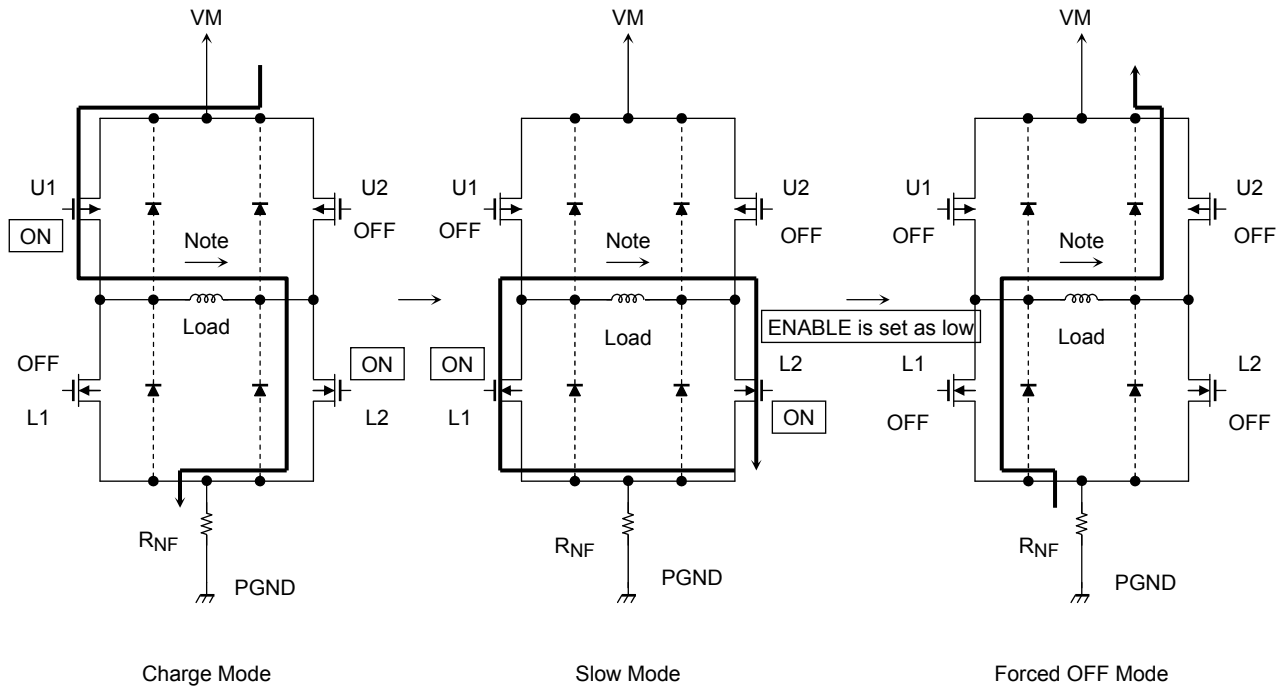 VM
U1
ON
U2
OFF
Note
Load
OFF
L1
ON
L2
RNF
PGND
Charge Mode
VM
U1
OFF
U2
OFF
Note
Load
ON
L1
L2
ON
RNF
PGND
Slow Mode
ENABLE is set as low
VM
U1
OFF
U2
OFF
Note
Load
L1
OFF
L2
OFF
RNF
PGND
Forced OFF Mode